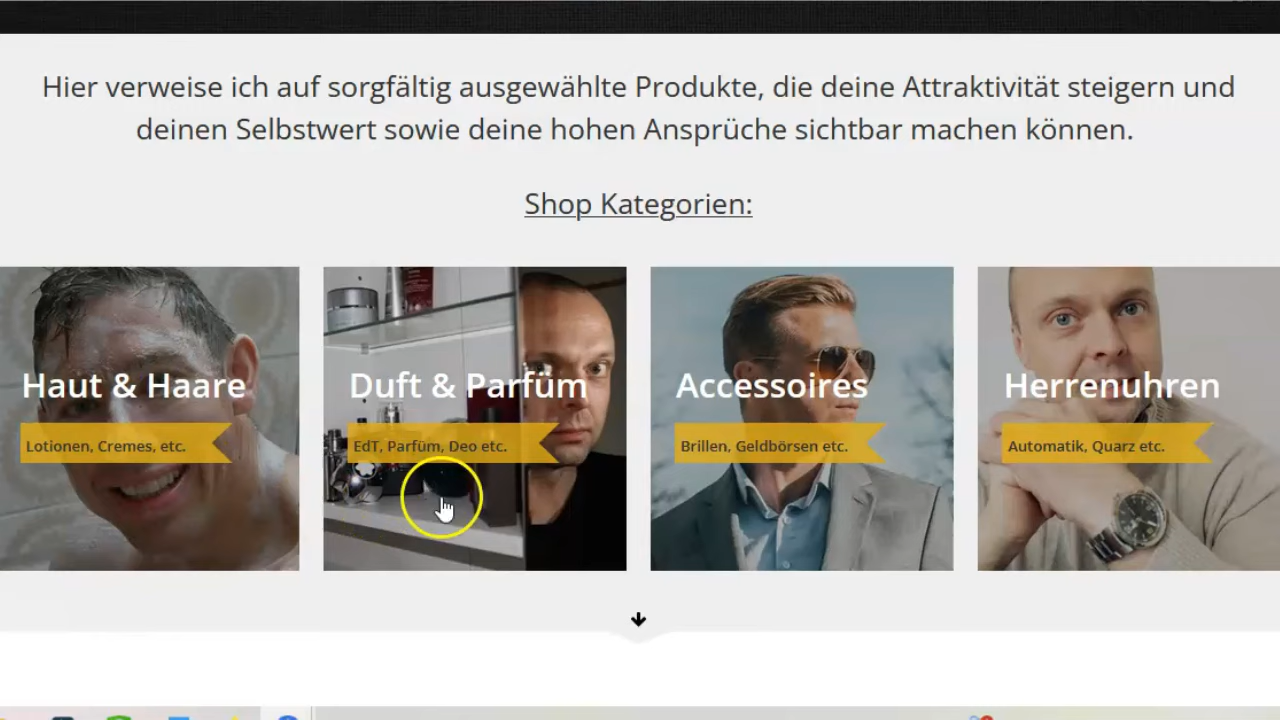 Hier verweise ich auf sorgfältig ausgewählte Produkte, die deine Attraktivität steigern und
deinen Selbstwert sowie deine hohen Ansprüche sichtbar machen können.
Shop Kategorien:
Haut & Haare
Lotionen, Cremes, etc.
Duft & Parfüm
EdT, Parfüm, Deo etc.
Accessoires
Brillen, Geldbörsen etc.
Herrenuhren
Automatik, Quarz etc.